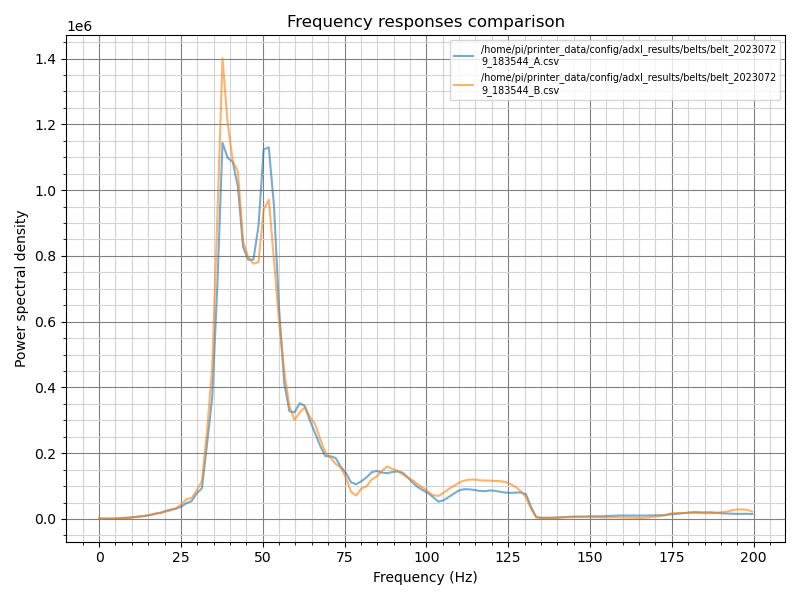 Frequency responses comparison
1e6
/home/pi/printer_data/config/adxl_results/belts/belt_2023072
9_183544_A.csv
/home/pi/printer_data/config/adxl_results/belts/belt_2023072
9_183544_B.csv
1.4
1.2
1.0
0.8
0.6
0.4
0.2
0.0
Power spectral density
0 25 50 75 100 125 150 175 200
Frequency (Hz)